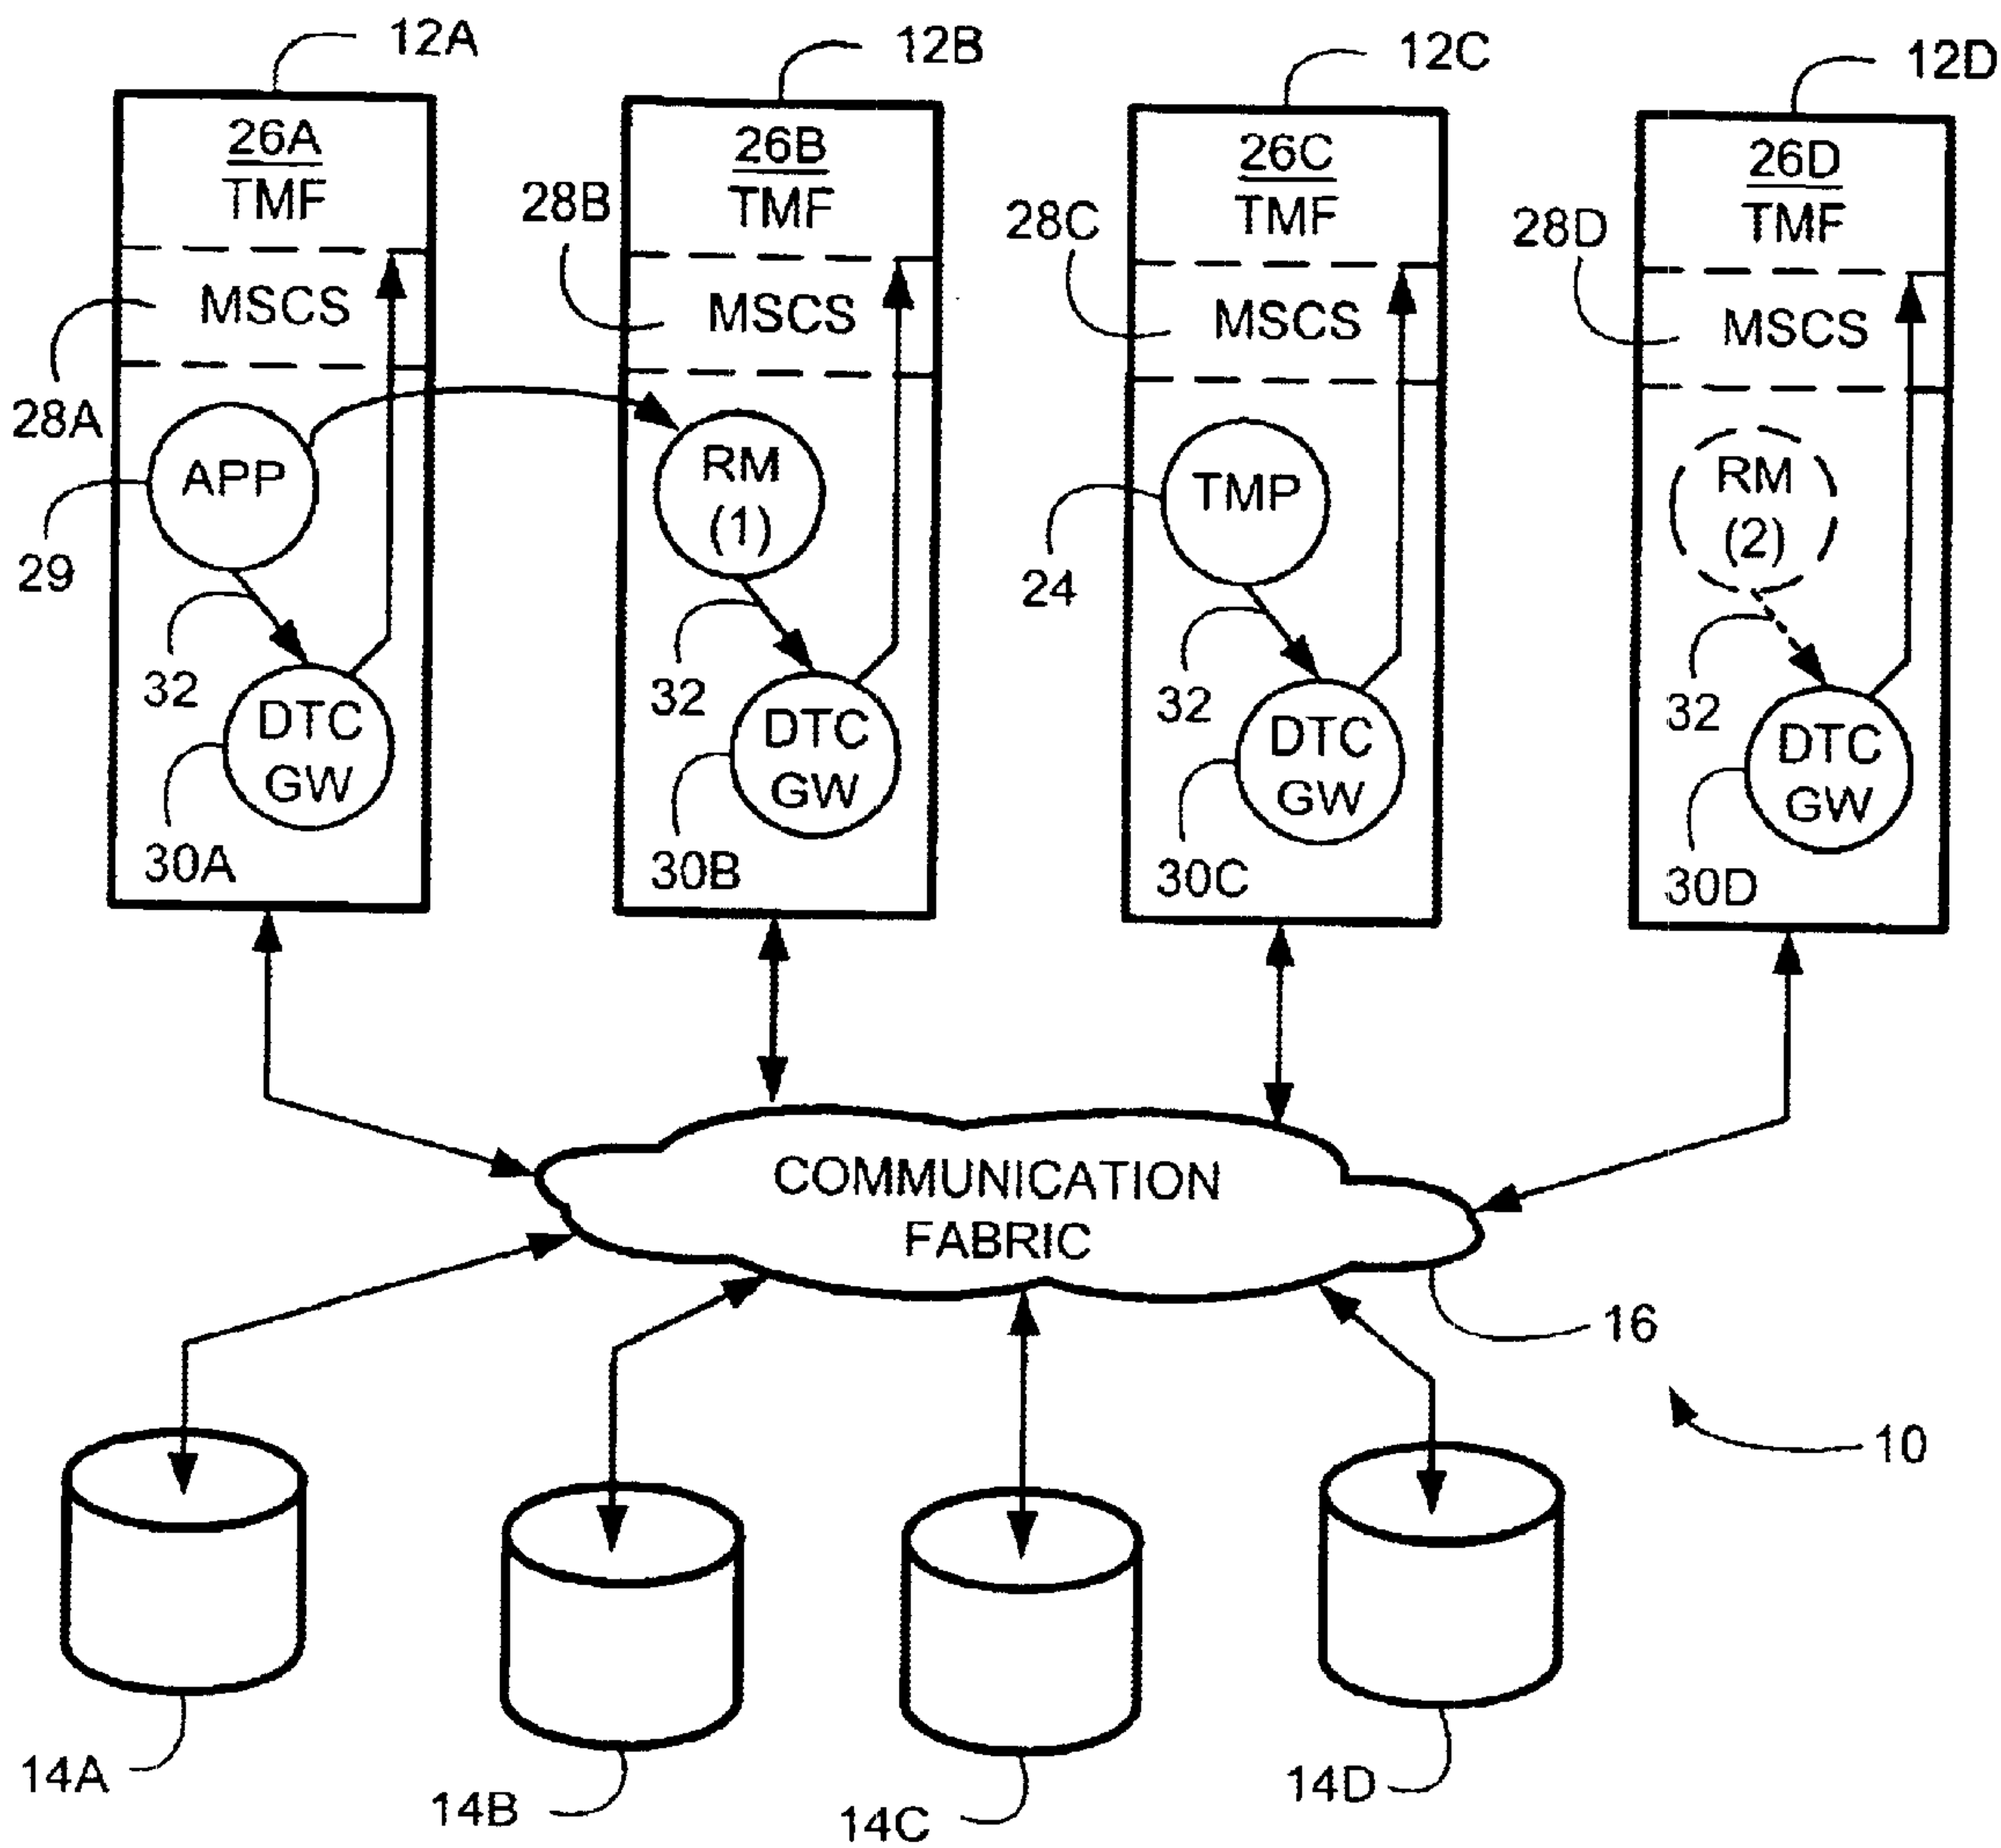 12A
12B
12C
12D
26A
TMF
26B
TMF
26C
TMF
26D
TMF
28B
28C
28D
MSCS
MSCS
MSCS
MSCS
28A
APP
RM
(1)
TMP
RM
(2)
29
24
32
32
32
32
DTC
GW
DTC
GW
DTC
GW
DTC
GW
30A
30B
30C
30D
COMMUNICATION
FABRIC
16
10
14A
14B
14C
14D